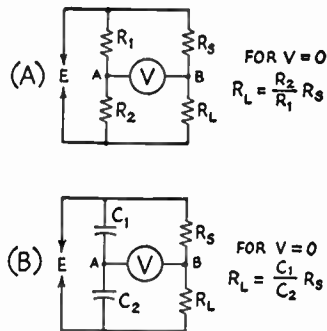 (A)
E
R1
RS
A
V
B
R2
RL
FOR V=0
RL = R2/R1 RS
(B)
E
C1
RS
A
V
B
C2
RL
FOR V=0
RL = C1/C2 RS